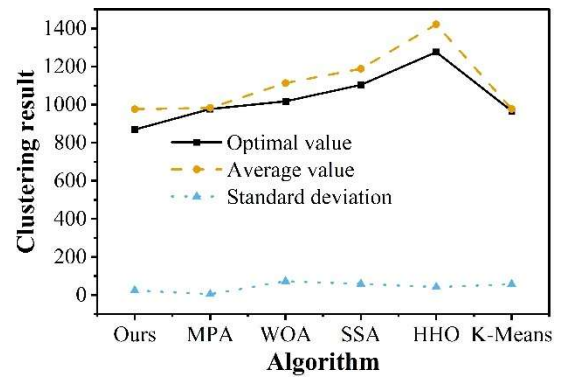 Clustering result
1400
1200
1000
800
600
400
200
0
Optimal value
Average value
Standard deviation
Ours MPA WOA SSA HHO K-Means
Algorithm